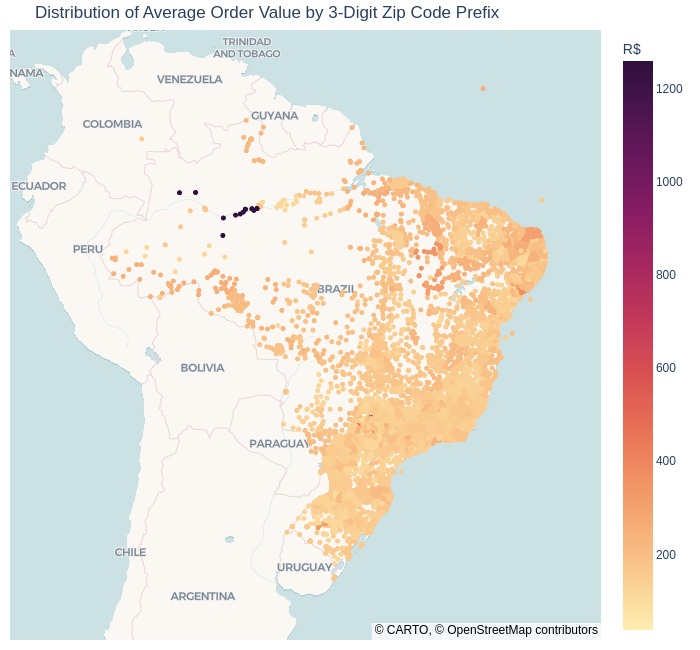 Distribution of Average Order Value by 3-Digit Zip Code Prefix
R$
TRINIDAD
AND TOBAGO
NAMA
VENEZUELA
GUYANA
COLOMBIA
ECUADOR
PERU
BRAZIL
BOLIVIA
PARAGUAY
CHILE
URUGUAY
ARGENTINA
1200
1000
800
600
400
200
© CARTO, © OpenStreetMap contributors